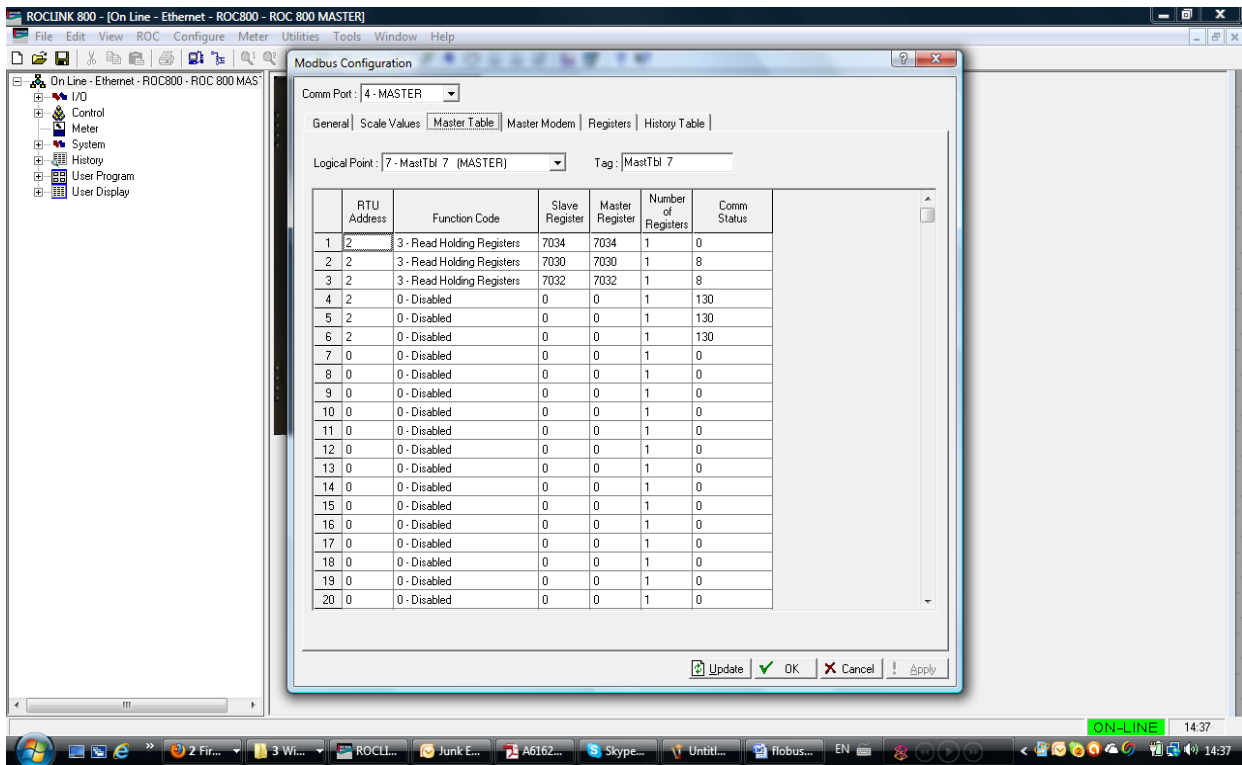 ROCLINK 800 - [On Line - Ethernet - ROC800 - ROC 800 MASTER]
File Edit View ROC Configure Meter Utilities Tools Window Help
On Line - Ethernet - ROC800 - ROC 800 MAS
I/O
Control
Meter
System
History
User Program
User Display
Modbus Configuration
Comm Port : 4 - MASTER
General Scale Values Master Table Master Modem Registers History Table
Logical Point : 7 - MastTbl 7 (MASTER) Tag : MastTbl 7
RTU Address Function Code Slave Register Master Register Number of Registers Comm Status
1 2 3 - Read Holding Registers 7034 7034 1 0
2 2 3 - Read Holding Registers 7030 7030 1 8
3 2 3 - Read Holding Registers 7032 7032 1 8
4 2 0 - Disabled 0 0 1 130
5 2 0 - Disabled 0 0 1 130
6 2 0 - Disabled 0 0 1 130
7 0 0 - Disabled 0 0 1 0
8 0 0 - Disabled 0 0 1 0
9 0 0 - Disabled 0 0 1 0
10 0 0 - Disabled 0 0 1 0
11 0 0 - Disabled 0 0 1 0
12 0 0 - Disabled 0 0 1 0
13 0 0 - Disabled 0 0 1 0
14 0 0 - Disabled 0 0 1 0
15 0 0 - Disabled 0 0 1 0
16 0 0 - Disabled 0 0 1 0
17 0 0 - Disabled 0 0 1 0
18 0 0 - Disabled 0 0 1 0
19 0 0 - Disabled 0 0 1 0
20 0 0 - Disabled 0 0 1 0
Update OK Cancel ! Apply
ON-LINE 14:37
2 Fir... 3 Wi... ROCLI... Junk E... A6162... Skype... Untitl... flobus... EN 14:37